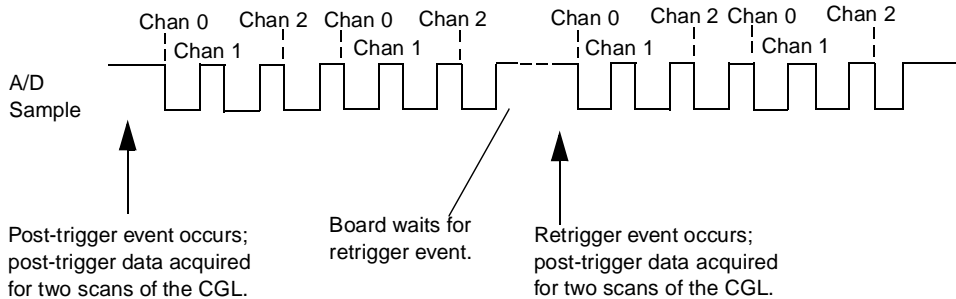 Chan 0 Chan 2 Chan 0 Chan 2 Chan 0 Chan 2 Chan 0 Chan 2
Chan 1 Chan 1 Chan 1 Chan 1
A/D
Sample
Post-trigger event occurs;
post-trigger data acquired
for two scans of the CGL.
Board waits for
retrigger event.
Retrigger event occurs;
post-trigger data acquired
for two scans of the CGL.